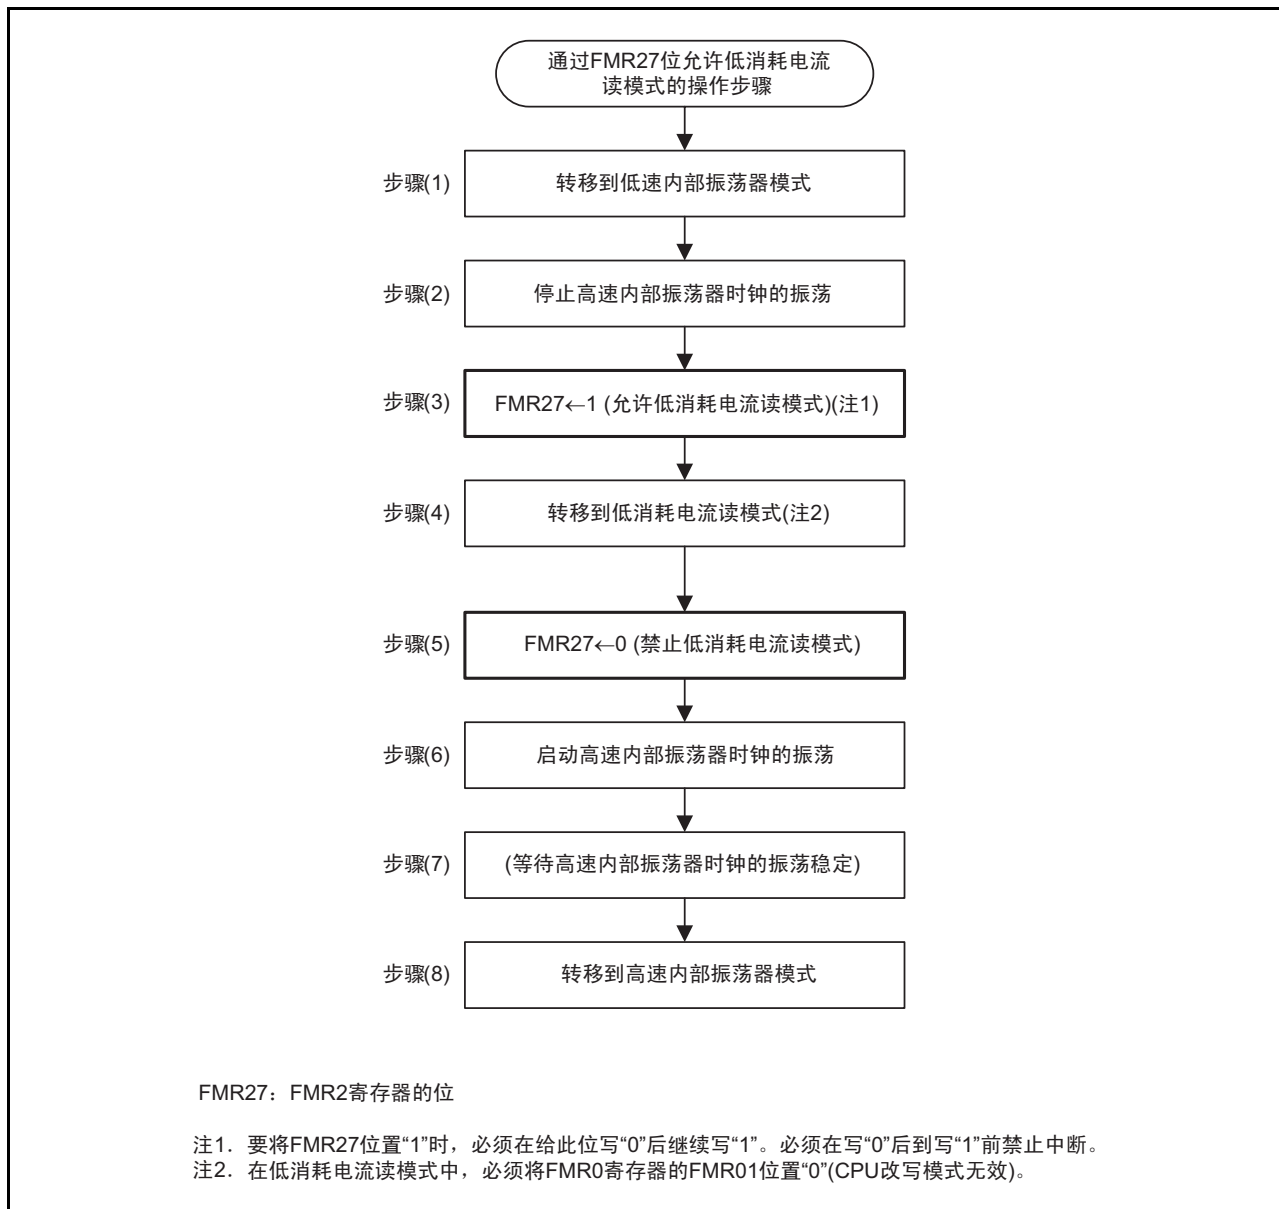 通过FMR27位允许低消耗电流
读模式的操作步骤
步骤(1) 转移到低速内部振荡器模式
步骤(2) 停止高速内部振荡器时钟的振荡
步骤(3) FMR27←1 (允许低消耗电流读模式)(注1)
步骤(4) 转移到低消耗电流读模式(注2)
步骤(5) FMR27←0 (禁止低消耗电流读模式)
步骤(6) 启动高速内部振荡器时钟的振荡
步骤(7) (等待高速内部振荡器时钟的振荡稳定)
步骤(8) 转移到高速内部振荡器模式
FMR27：FMR2寄存器的位
注1. 要将FMR27位置“1”时，必须在给此位写“0”后继续写“1”。必须在写“0”后到写“1”前禁止中断。
注2. 在低消耗电流读模式中，必须将FMR0寄存器的FMR01位置“0”(CPU改写模式无效)。